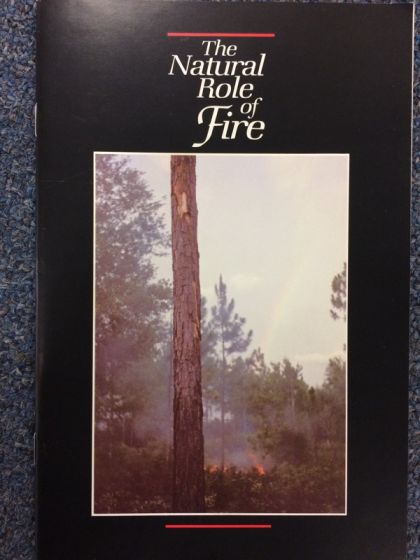 The
Natural
Role
of
Fire